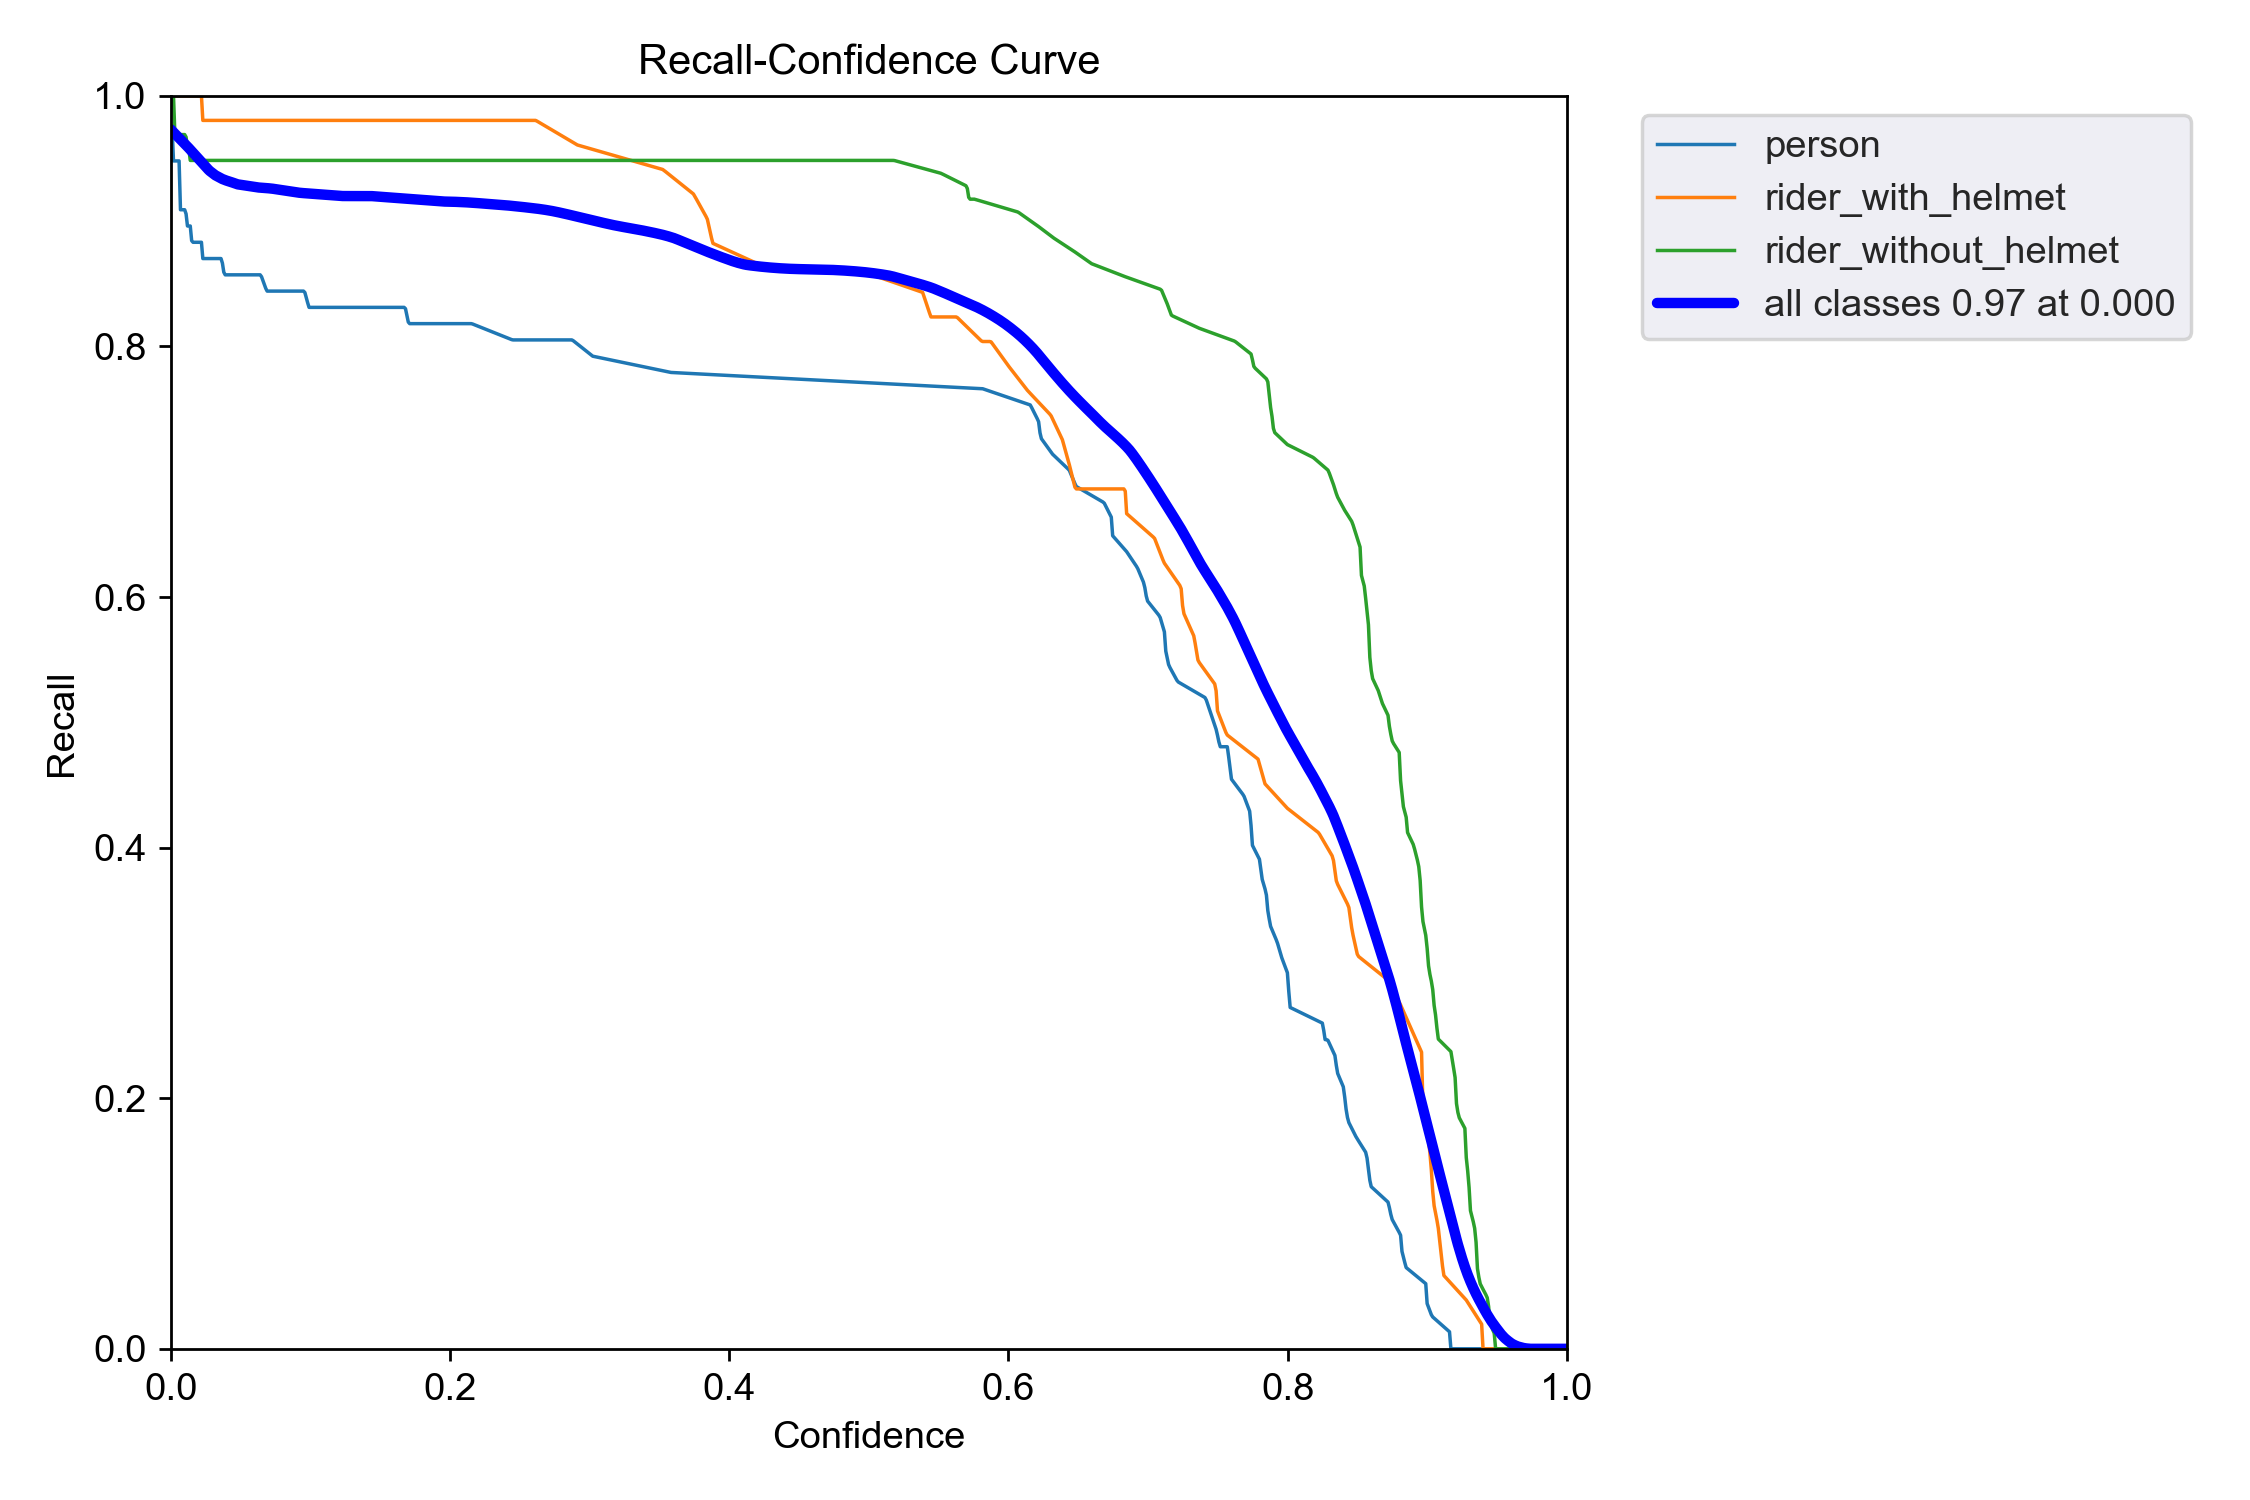 Recall-Confidence Curve
1.0
0.8
0.6
0.4
0.2
0.0
Recall
0.0 0.2 0.4 0.6 0.8 1.0
Confidence
person
rider_with_helmet
rider_without_helmet
all classes 0.97 at 0.000